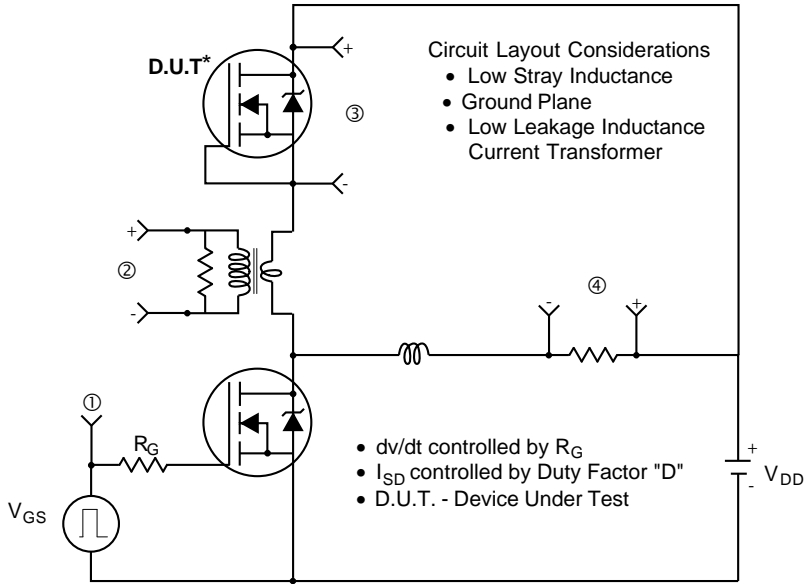 D.U.T*
+
-
③
Circuit Layout Considerations
• Low Stray Inductance
• Ground Plane
• Low Leakage Inductance
Current Transformer
+
②
-
④
-
+
①
RG
VGS
• dv/dt controlled by RG
• ISD controlled by Duty Factor "D"
• D.U.T. - Device Under Test
+
-
VDD